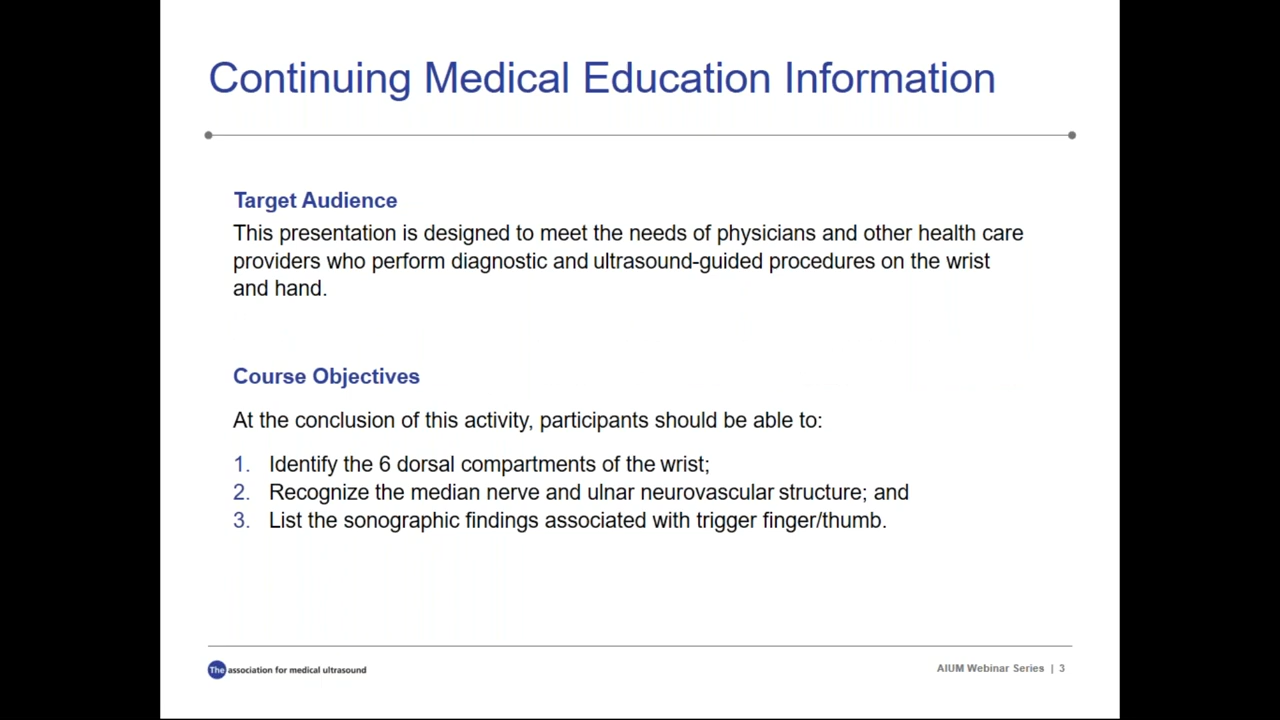 Continuing Medical Education Information
Target Audience
This presentation is designed to meet the needs of physicians and other health care
providers who perform diagnostic and ultrasound-guided procedures on the wrist
and hand.
Course Objectives
At the conclusion of this activity, participants should be able to:
1. Identify the 6 dorsal compartments of the wrist;
2. Recognize the median nerve and ulnar neurovascular structure; and
3. List the sonographic findings associated with trigger finger/thumb.
The association for medical ultrasound
AIUM Webinar Series | 3